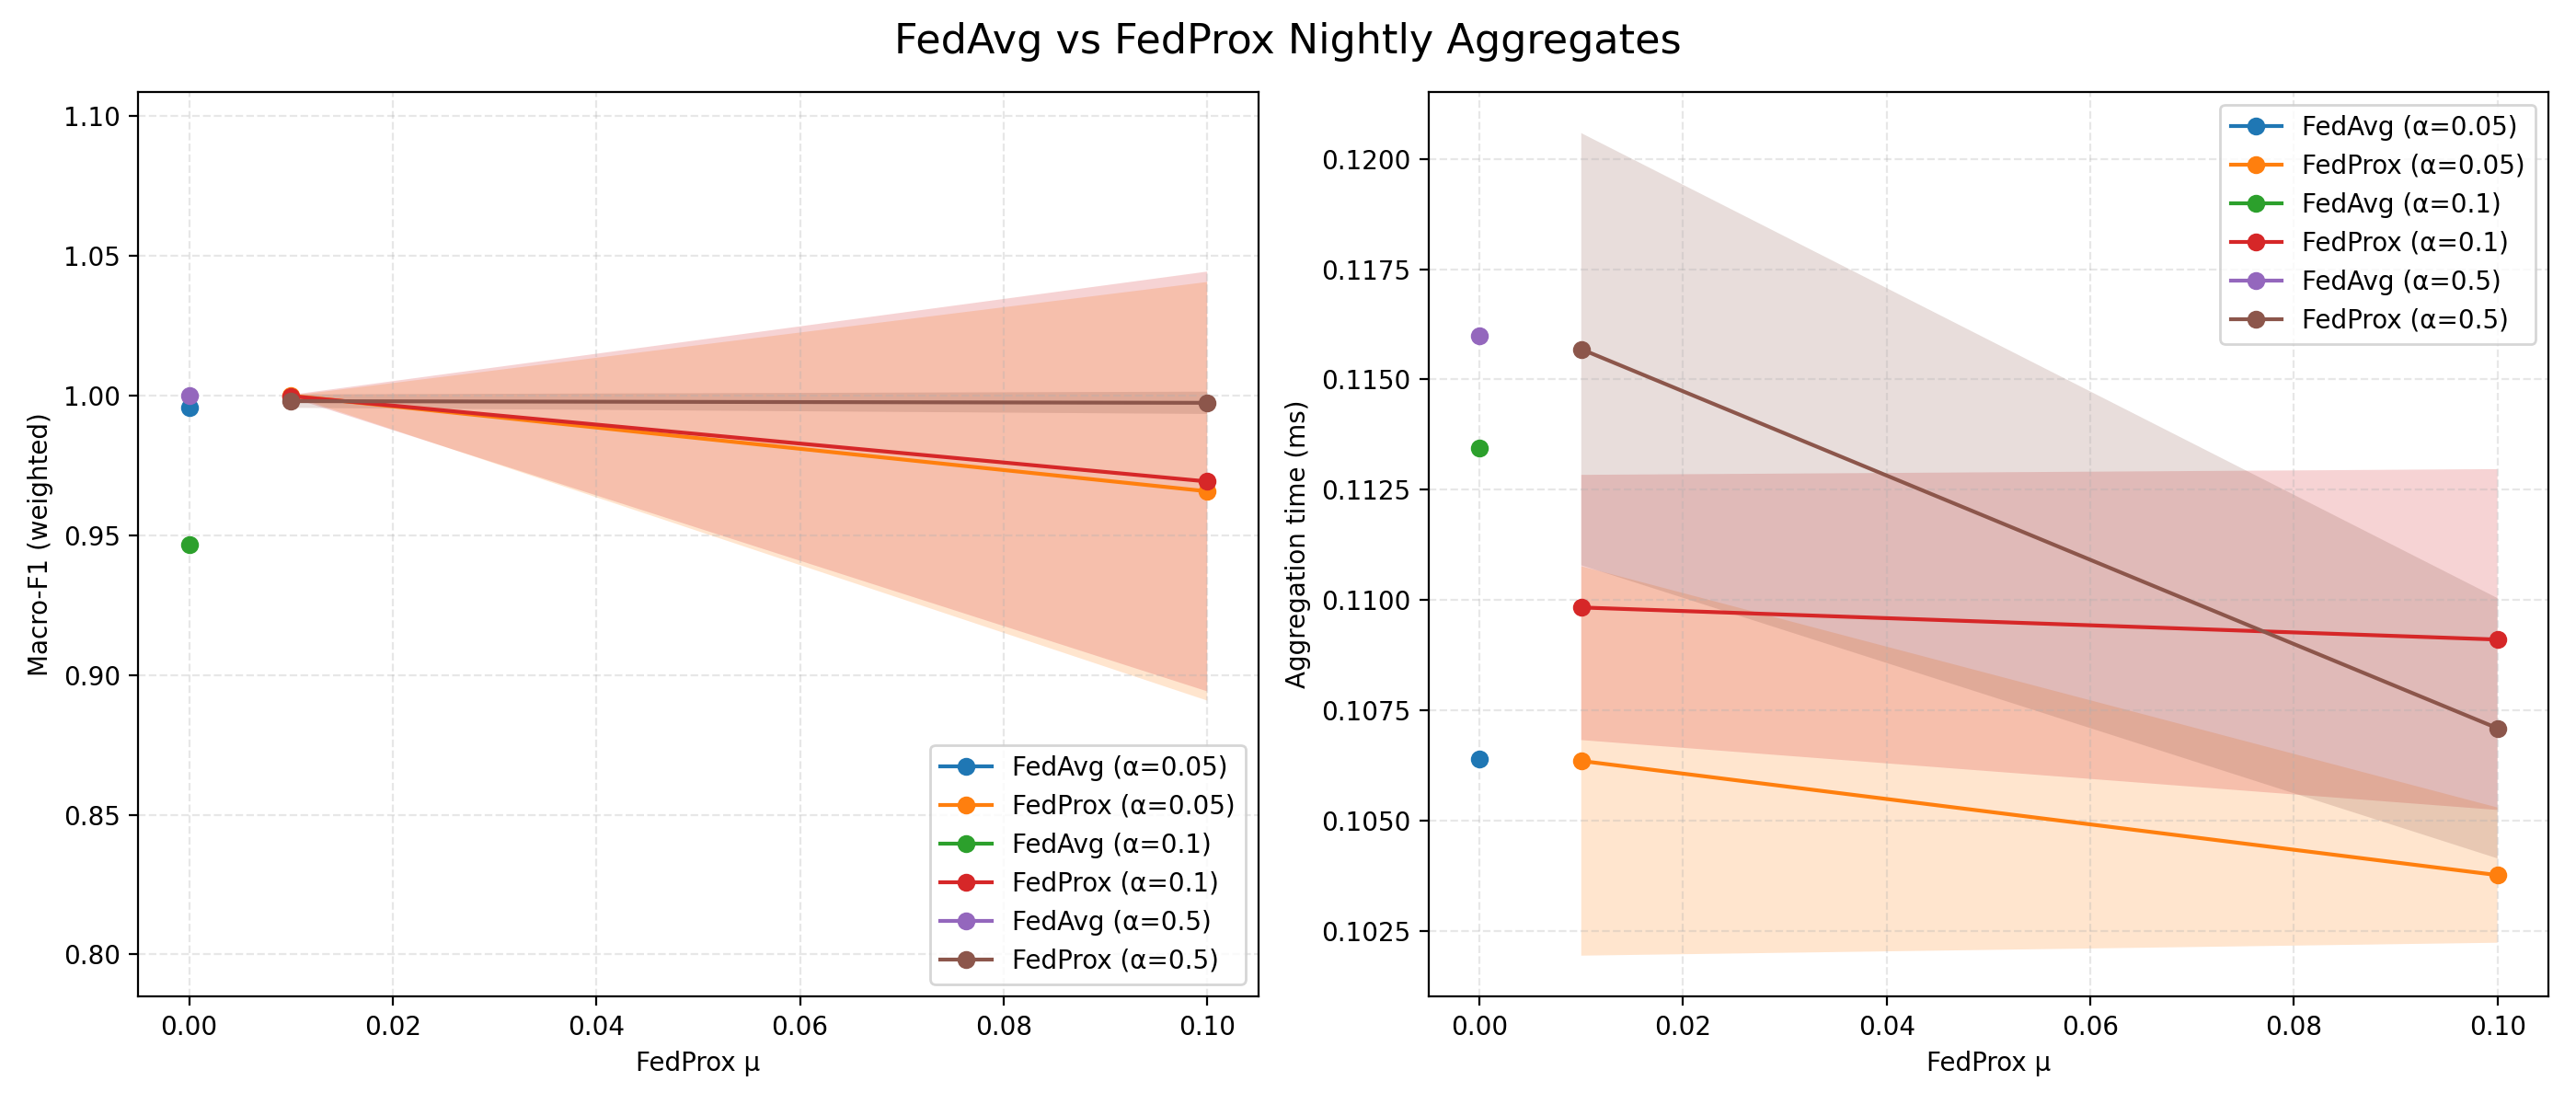 FedAvg vs FedProx Nightly Aggregates
Macro-F1 (weighted)
1.10
1.05
1.00
0.95
0.90
0.85
0.80
0.00 0.02 0.04 0.06 0.08 0.10
FedProx μ
FedAvg (α=0.05)
FedProx (α=0.05)
FedAvg (α=0.1)
FedProx (α=0.1)
FedAvg (α=0.5)
FedProx (α=0.5)
Aggregation time (ms)
0.1200
0.1175
0.1150
0.1125
0.1100
0.1075
0.1050
0.1025
0.00 0.02 0.04 0.06 0.08 0.10
FedProx μ
FedAvg (α=0.05)
FedProx (α=0.05)
FedAvg (α=0.1)
FedProx (α=0.1)
FedAvg (α=0.5)
FedProx (α=0.5)